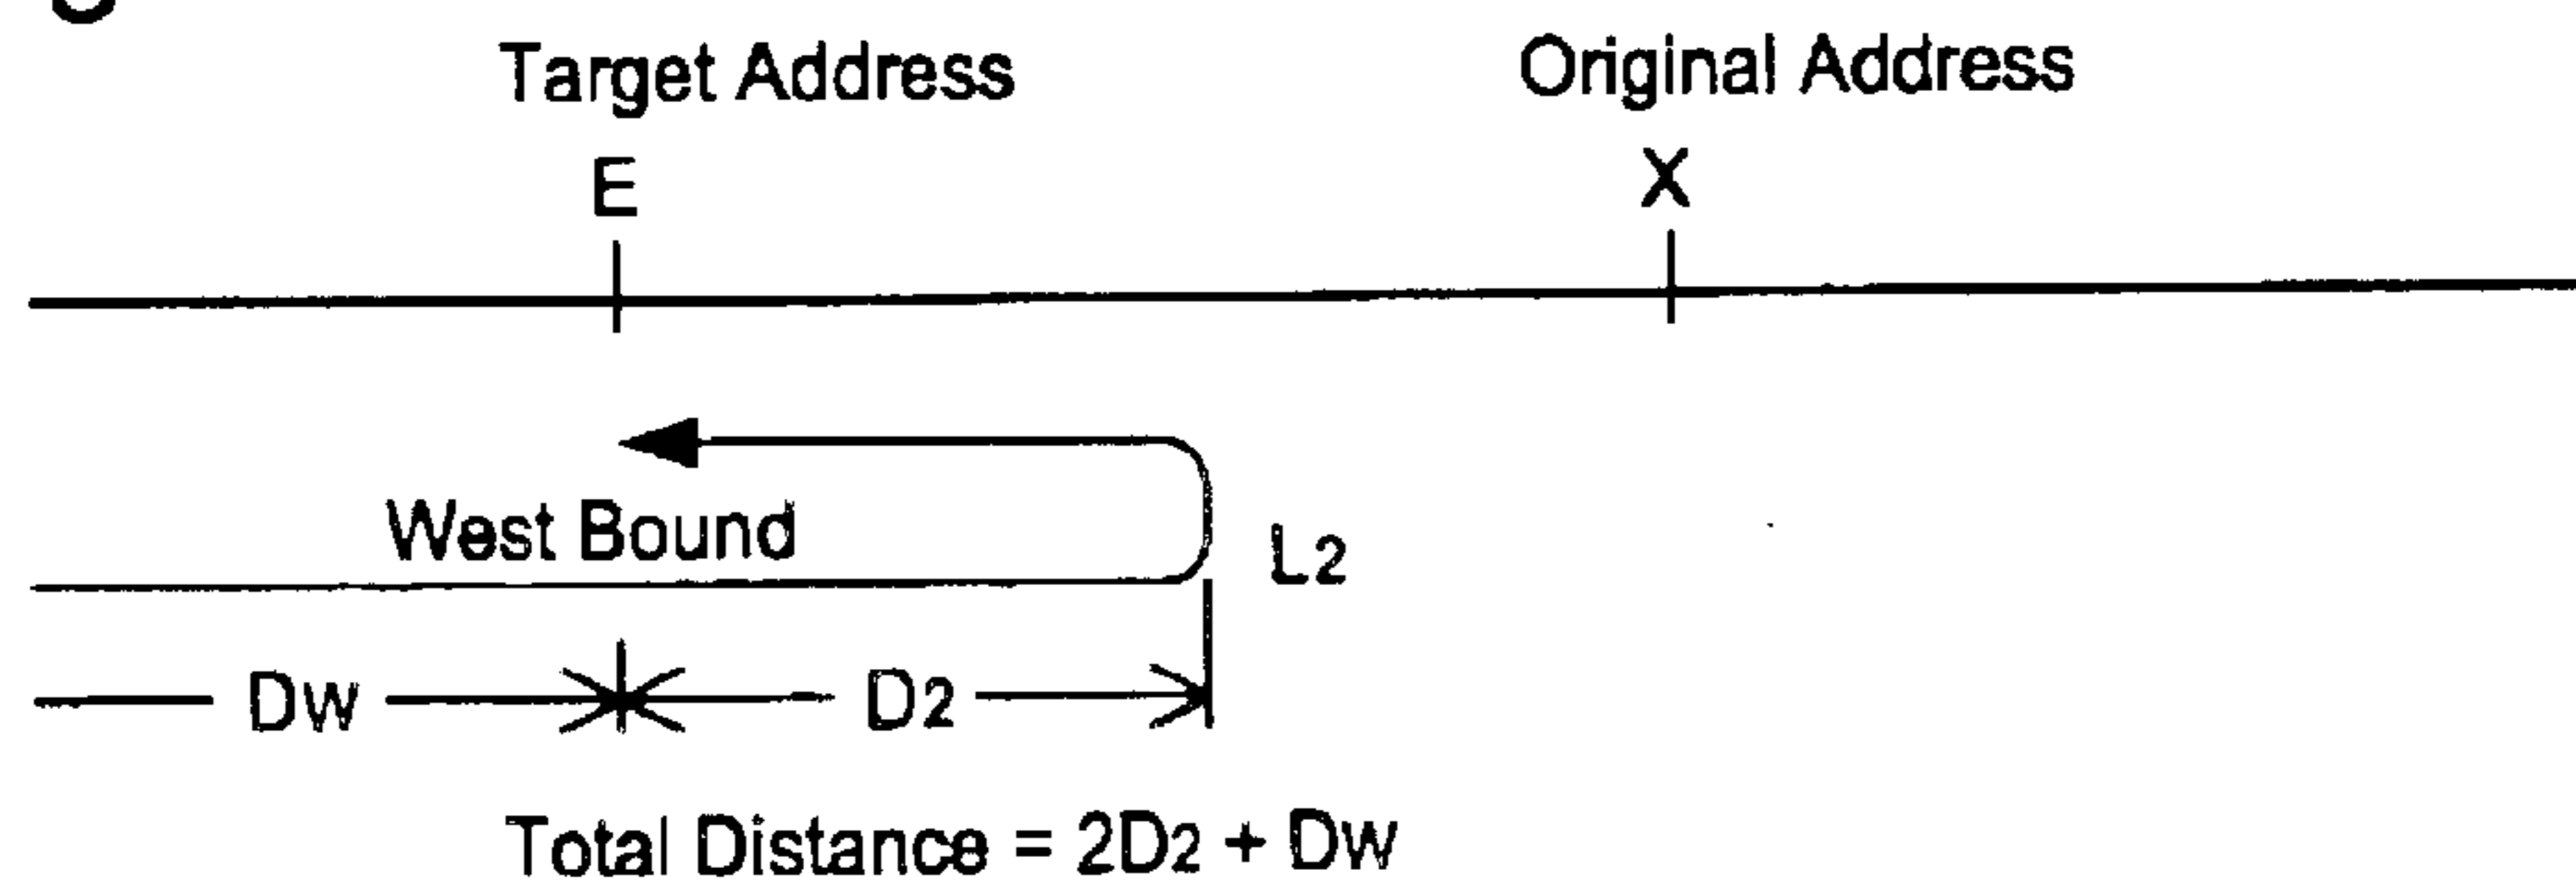 Target Address
Original Address
E
X
West Bound
L2
Dw
D2
Total Distance = 2D2 + Dw